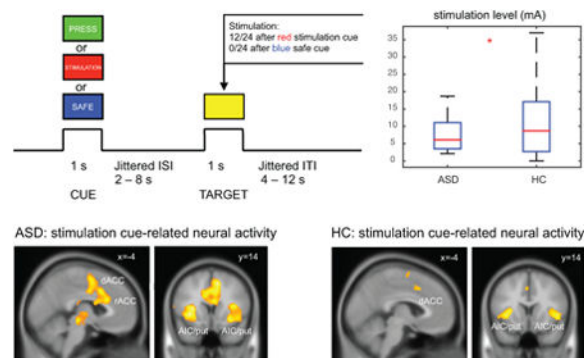 PRESS
or
STIMULATION
or
SAFE
Stimulation:
12/24 after red stimulation cue
0/24 after blue safe cue
1 s
Jittered ISI
2 – 8 s
1 s
Jittered ITI
4 – 12 s
CUE
TARGET
stimulation level (mA)
35
30
25
20
15
10
5
0
ASD
HC
ASD: stimulation cue-related neural activity
x=-4
dACC
rACC
y=14
AIC/put
AIC/put
HC: stimulation cue-related neural activity
x=-4
dACC
y=14
AIC/put
AIC/put